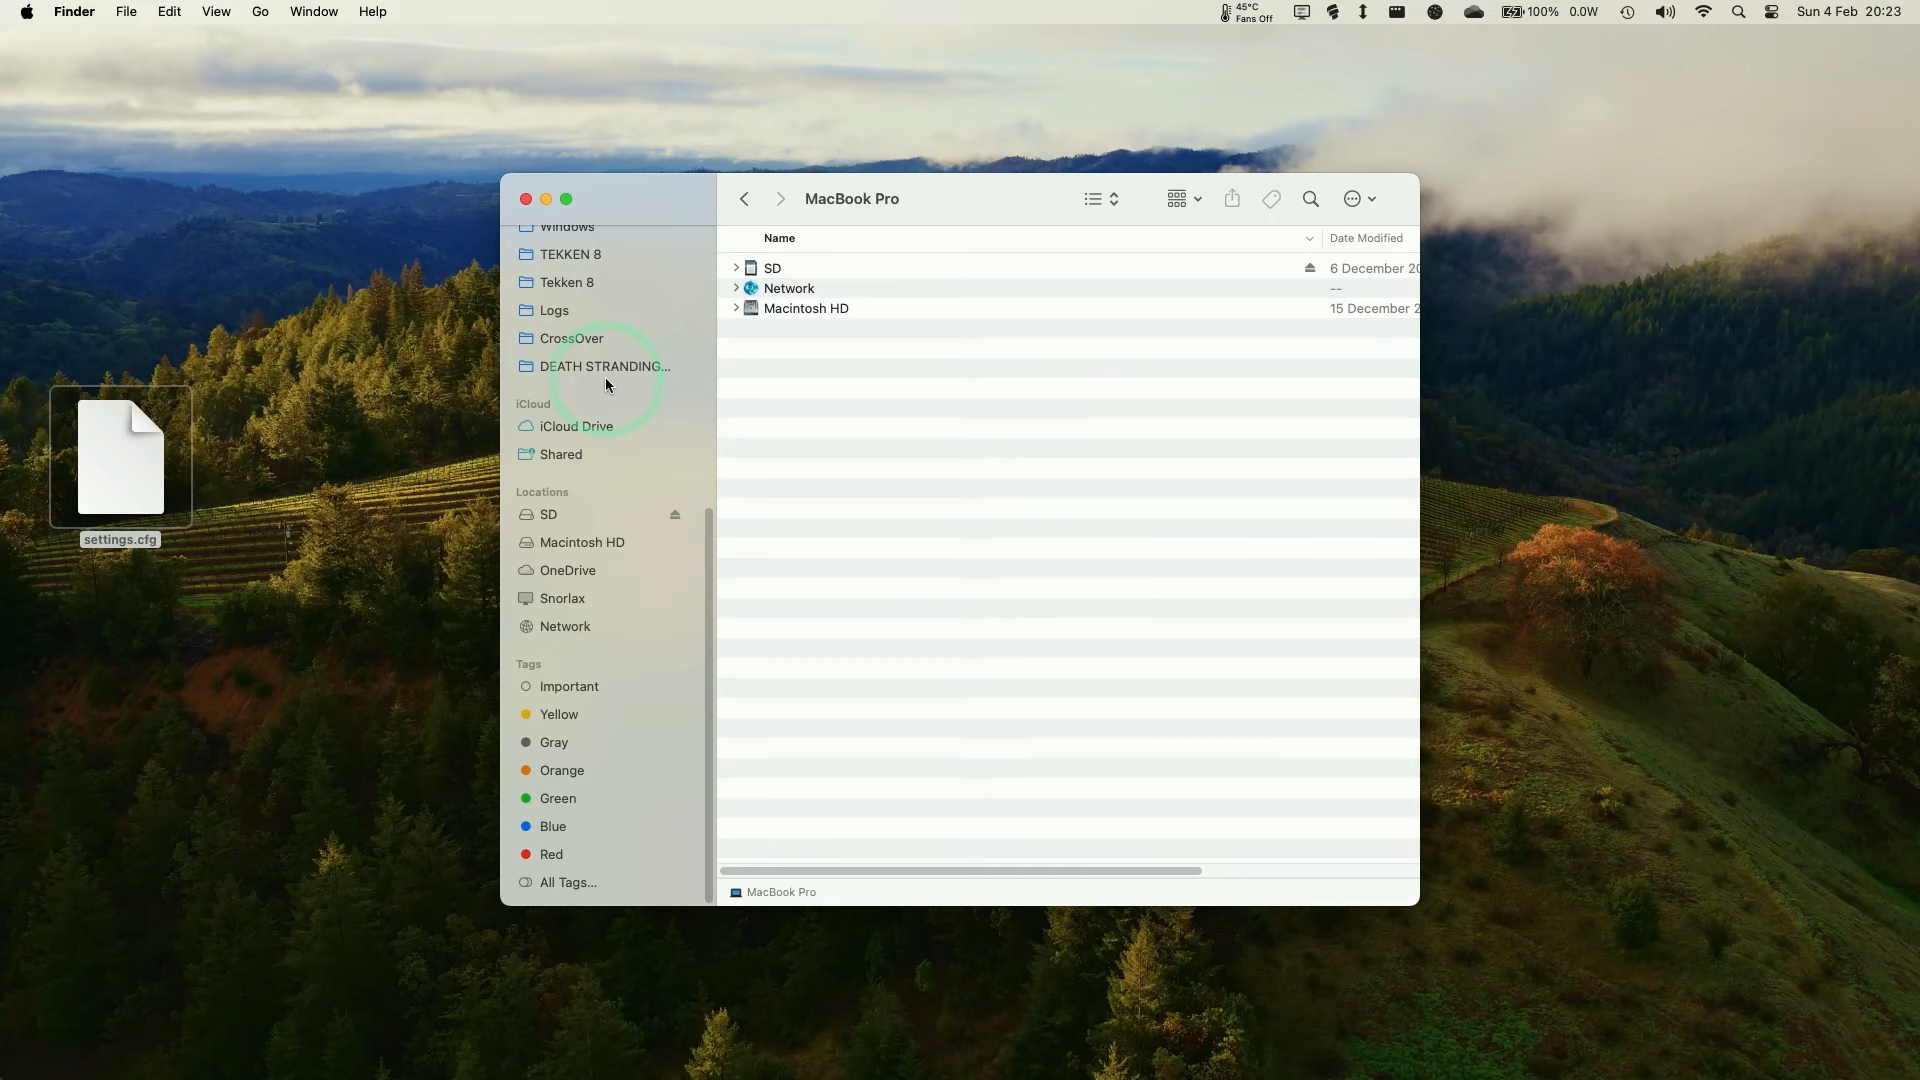 Finder File Edit View Go Window Help
45°C
Fans Off
100% 0.0W
Sun 4 Feb 20:23
MacBook Pro
Name
Date Modified
SD
6 December 20
Network
--
Macintosh HD
15 December 2
Windows
TEKKEN 8
Tekken 8
Logs
CrossOver
DEATH STRANDING...
iCloud
iCloud Drive
Shared
Locations
SD
Macintosh HD
OneDrive
Snorlax
Network
Tags
Important
Yellow
Gray
Orange
Green
Blue
Red
All Tags...
MacBook Pro
settings.cfg